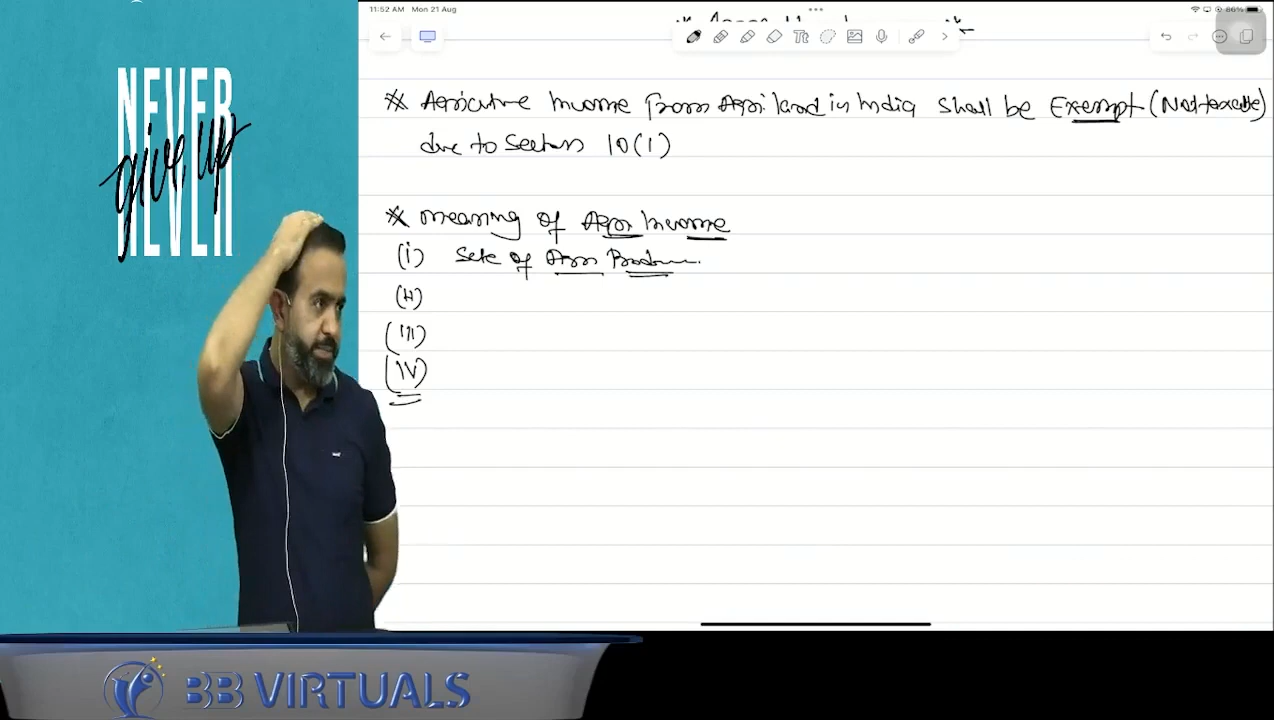 11:52 AM Mon 21 Aug
86%
NEVER
give up
NEVER
* Agriculture Income from Agri land in India Shall be Exempt (Not taxable)
due to Section 10(1)
* meaning of Agri Income
(i) Sale of Agri Produce
(ii)
(iii)
(iv)
BB VIRTUALS